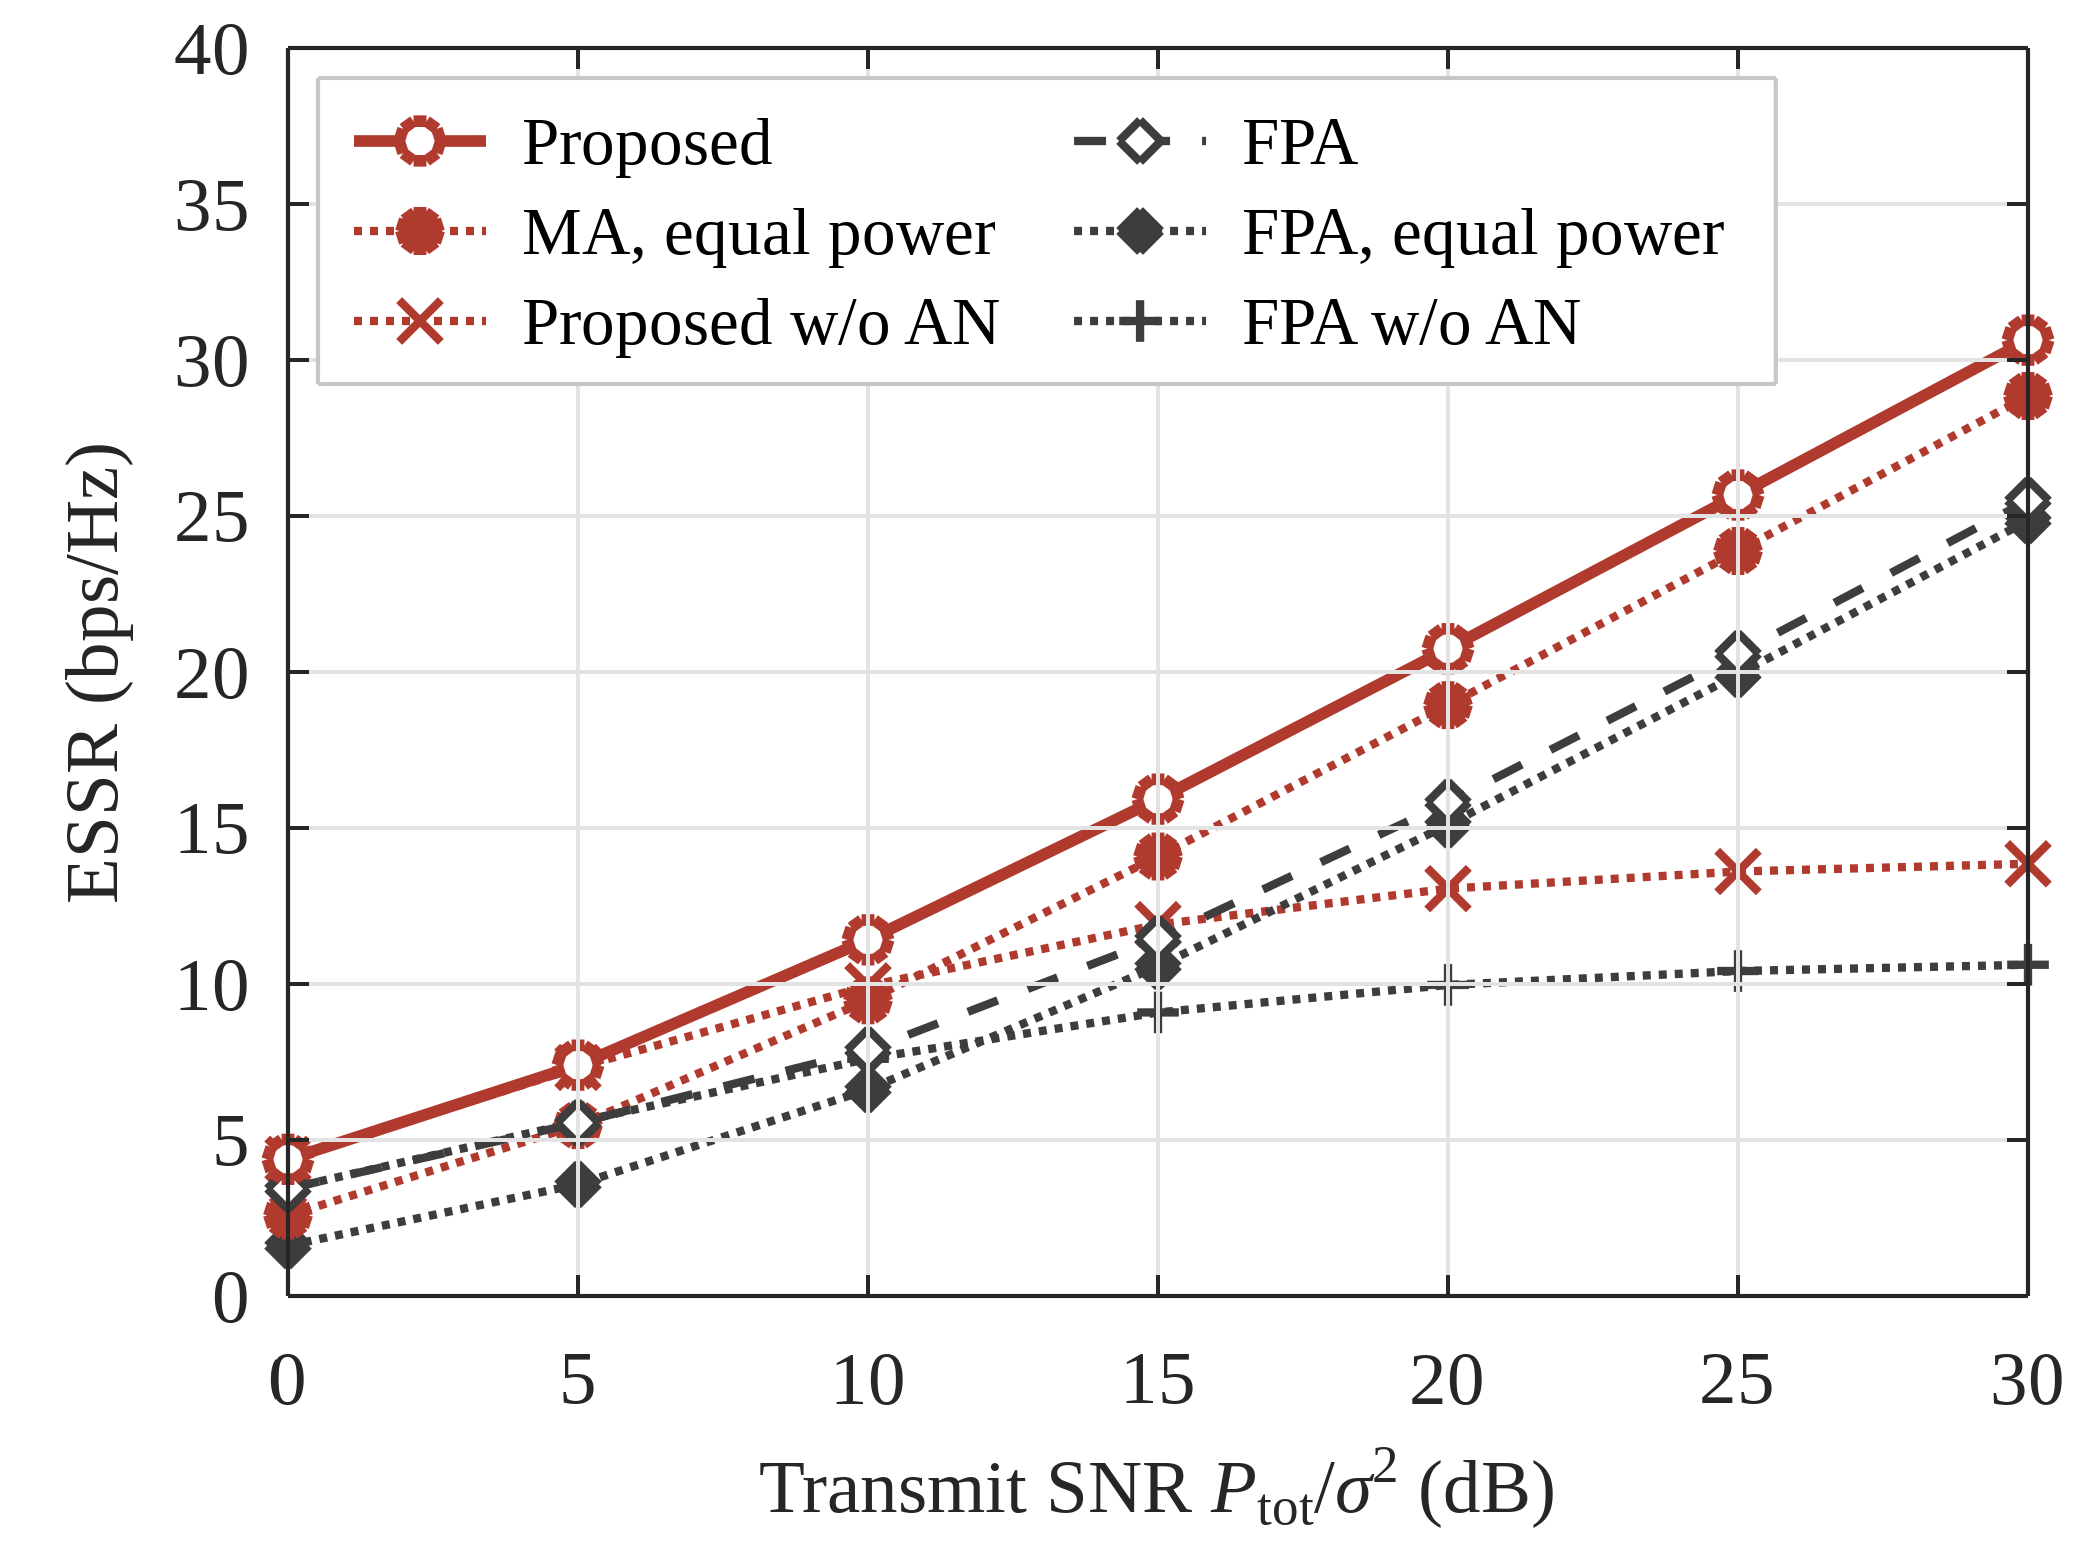 40
35
30
25
20
15
10
5
0
ESSR (bps/Hz)
Proposed
MA, equal power
Proposed w/o AN
FPA
FPA, equal power
FPA w/o AN
0 5 10 15 20 25 30
Transmit SNR P_tot/σ² (dB)